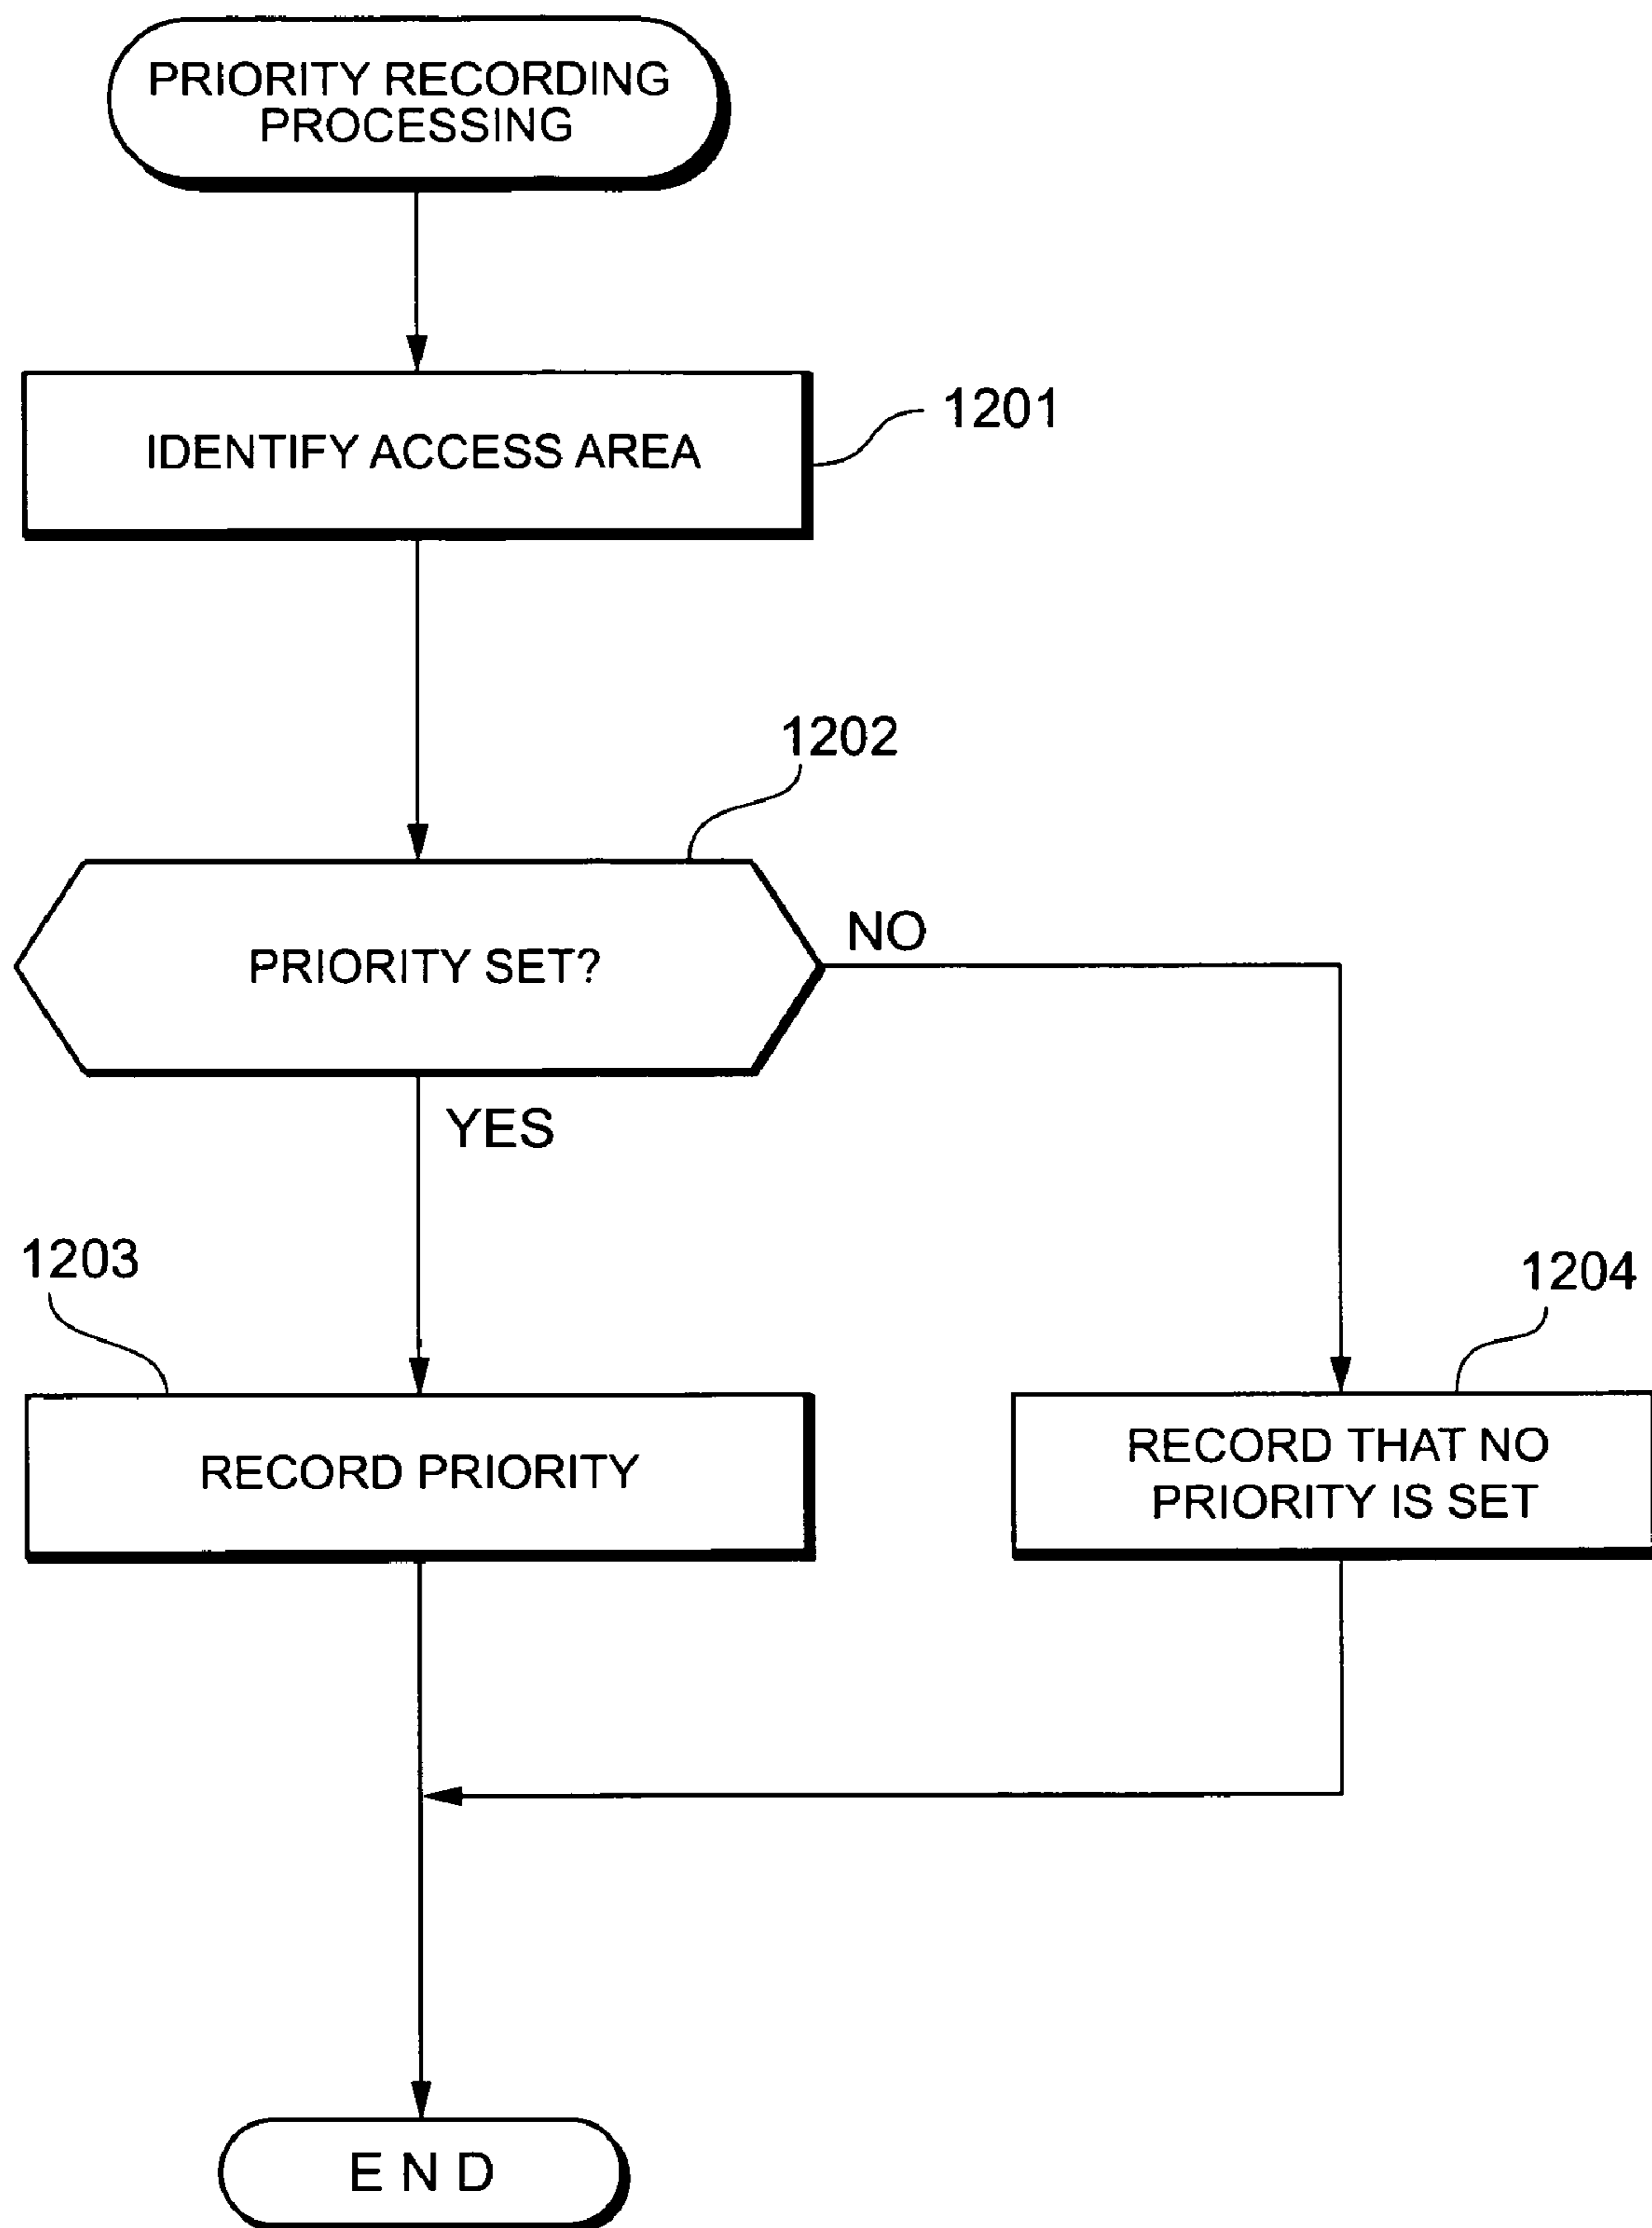 PRIORITY RECORDING
PROCESSING
IDENTIFY ACCESS AREA
1201
1202
PRIORITY SET?
NO
YES
1203
1204
RECORD PRIORITY
RECORD THAT NO
PRIORITY IS SET
END